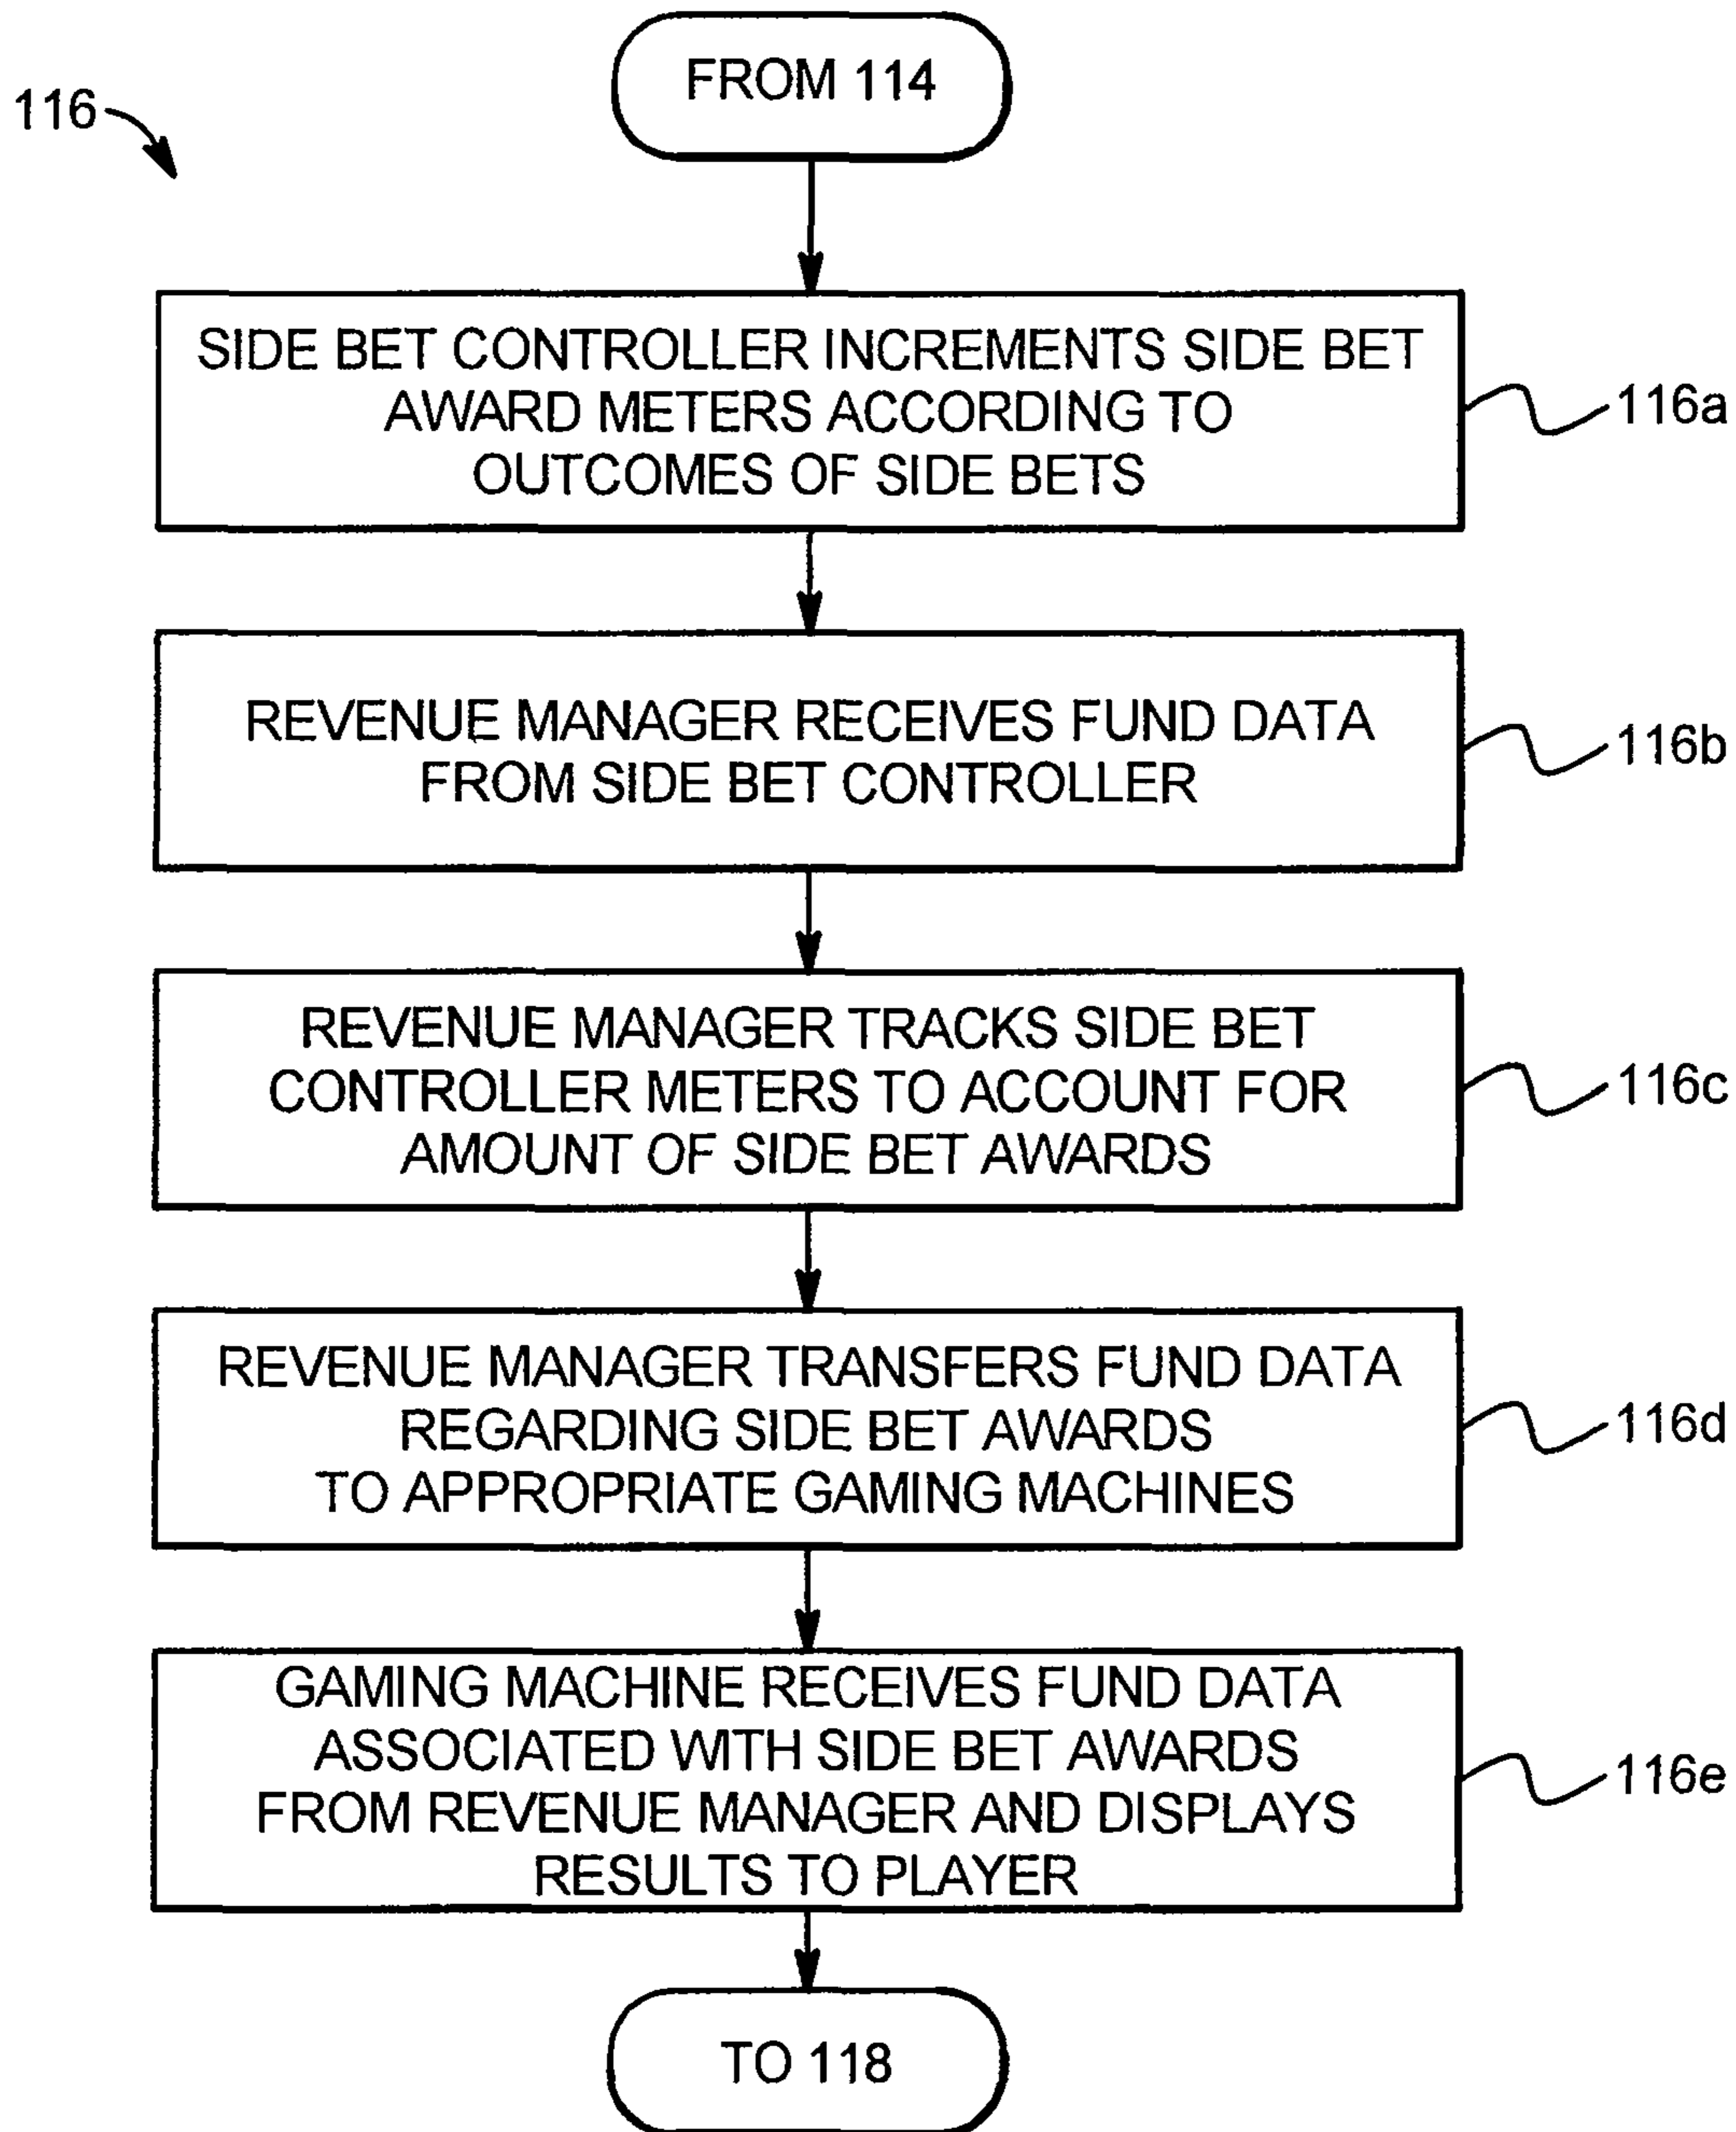 FROM 114
116
SIDE BET CONTROLLER INCREMENTS SIDE BET
AWARD METERS ACCORDING TO
OUTCOMES OF SIDE BETS
116a
REVENUE MANAGER RECEIVES FUND DATA
FROM SIDE BET CONTROLLER
116b
REVENUE MANAGER TRACKS SIDE BET
CONTROLLER METERS TO ACCOUNT FOR
AMOUNT OF SIDE BET AWARDS
116c
REVENUE MANAGER TRANSFERS FUND DATA
REGARDING SIDE BET AWARDS
TO APPROPRIATE GAMING MACHINES
116d
GAMING MACHINE RECEIVES FUND DATA
ASSOCIATED WITH SIDE BET AWARDS
FROM REVENUE MANAGER AND DISPLAYS
RESULTS TO PLAYER
116e
TO 118